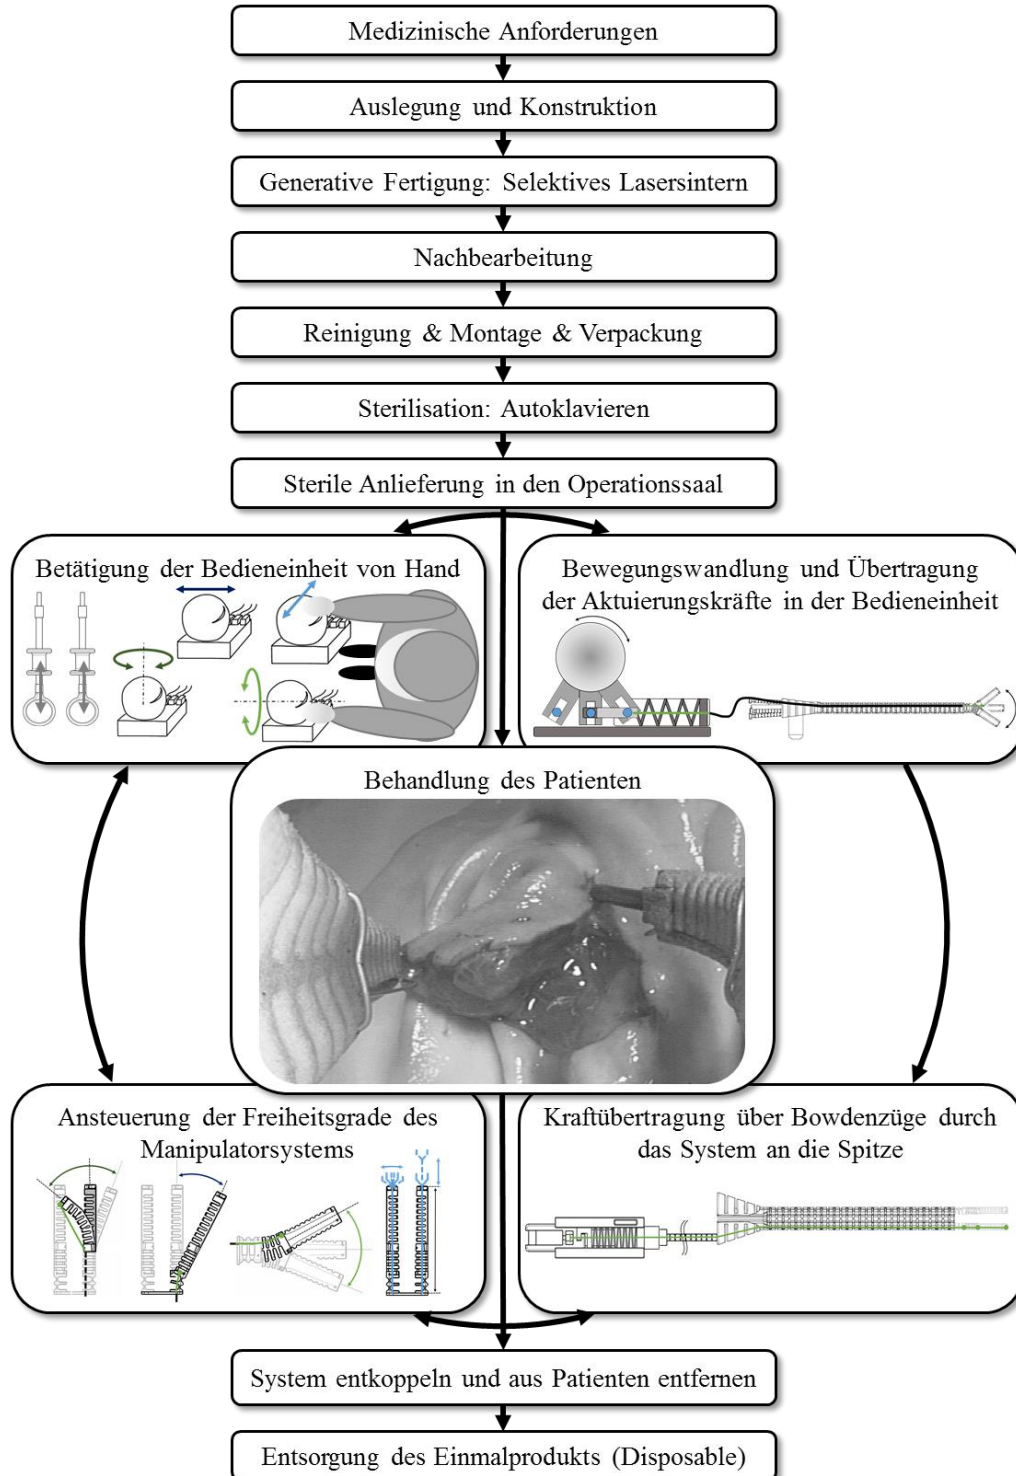 Medizinische Anforderungen
Auslegung und Konstruktion
Generative Fertigung: Selektives Lasersintern
Nachbearbeitung
Reinigung & Montage & Verpackung
Sterilisation: Autoklavieren
Sterile Anlieferung in den Operationssaal
Betätigung der Bedieneinheit von Hand
Bewegungswandlung und Übertragung
der Aktuierungskräfte in der Bedieneinheit
Behandlung des Patienten
Ansteuerung der Freiheitsgrade des
Manipulatorsystems
Kraftübertragung über Bowdenzüge durch
das System an die Spitze
System entkoppeln und aus Patienten entfernen
Entsorgung des Einmalprodukts (Disposable)